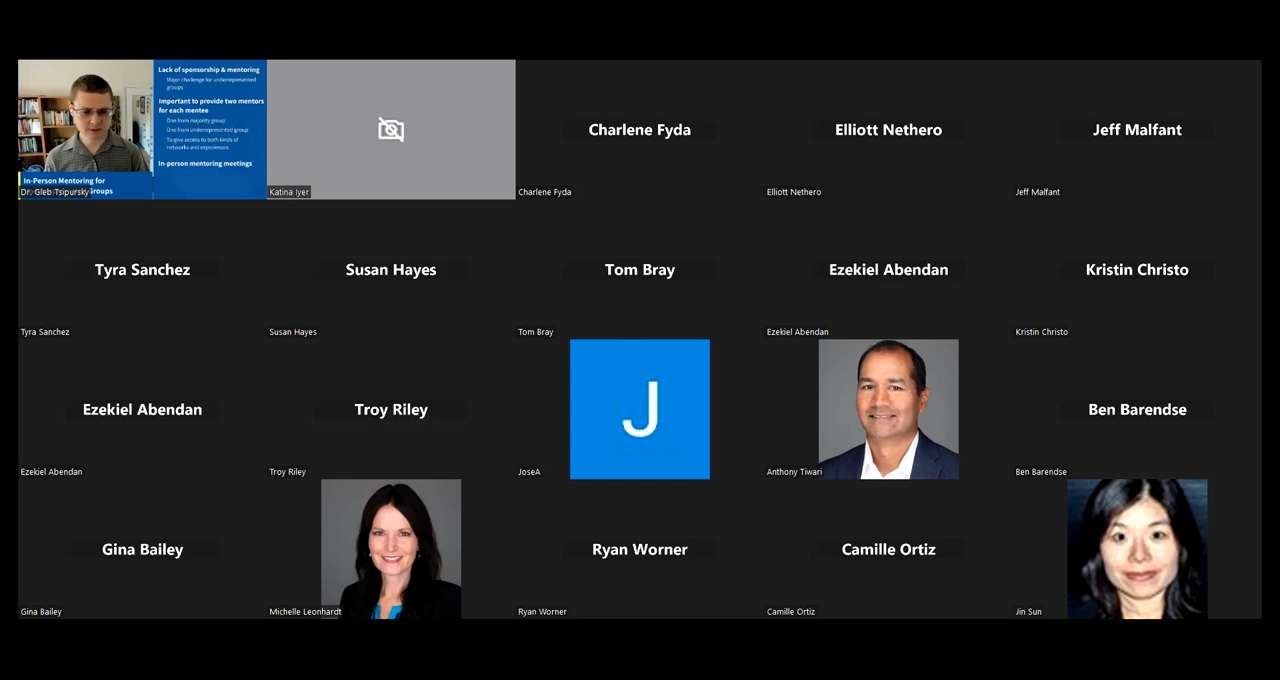 Lack of sponsorship & mentoring
Major challenge for underrepresented
groups
Important to provide two mentors
for each mentee
One from majority group
One from underrepresented group
To give access to both kinds of
networks and experiences
In-person mentoring meetings
In-Person Mentoring for
Groups
Dr. Gleb Tsipursky
Katina Iyer
Charlene Fyda
Charlene Fyda
Elliott Nethero
Elliott Nethero
Jeff Malfant
Jeff Malfant
Tyra Sanchez
Tyra Sanchez
Susan Hayes
Susan Hayes
Tom Bray
Tom Bray
Ezekiel Abendan
Ezekiel Abendan
Kristin Christo
Kristin Christo
Ezekiel Abendan
Ezekiel Abendan
Troy Riley
Troy Riley
J
JoseA
Anthony Tiwari
Ben Barendse
Ben Barendse
Gina Bailey
Gina Bailey
Michelle Leonhardt
Ryan Worner
Ryan Worner
Camille Ortiz
Camille Ortiz
Jin Sun